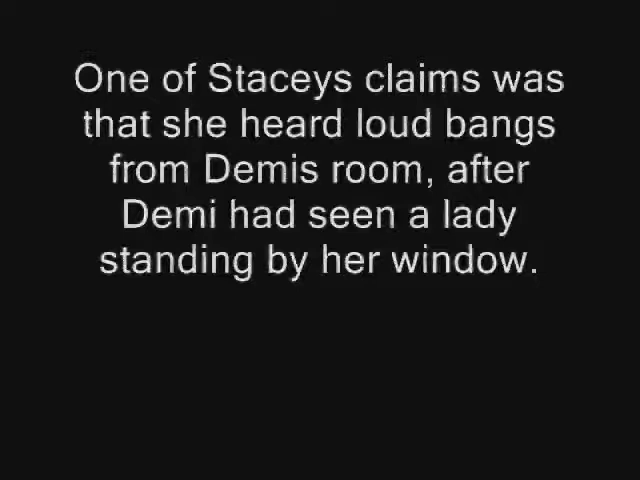 One of Staceys claims was
that she heard loud bangs
from Demis room, after
Demi had seen a lady
standing by her window.